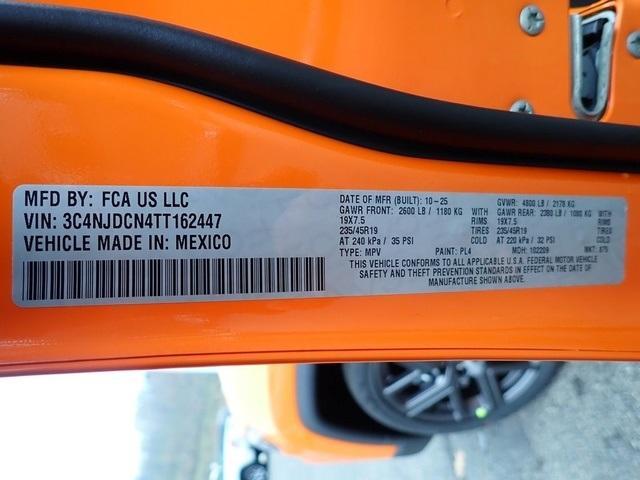 MFD BY: FCA US LLC
VIN: 3C4NJDCN4TT162447
VEHICLE MADE IN: MEXICO
DATE OF MFR (BUILT): 10-25 GVWR: 4800 LB / 2178 KG
GAWR FRONT: 2600 LB / 1180 KG WITH GAWR REAR: 2380 LB / 1080 KG WITH
19X7.5 RIMS 19X7.5 RIMS
235/45R19 TIRES 235/45R19 TIRES
AT 240 kPa / 35 PSI COLD AT 220 kPa / 32 PSI COLD
TYPE: MPV PAINT: PL4 MDH: 102209 MKT:
THIS VEHICLE CONFORMS TO ALL APPLICABLE U.S.A. FEDERAL MOTOR VEHICLE
SAFETY AND THEFT PREVENTION STANDARDS IN EFFECT ON THE DATE OF
MANUFACTURE SHOWN ABOVE.